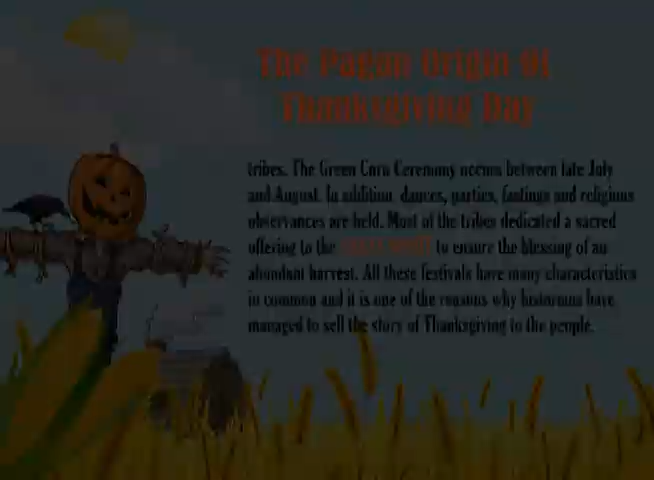 The Pagan Origin Of
Thanksgiving Day
tribes. The Green Corn Ceremony occurs between late July
and August. In addition, dances, parties, fastings and religious
observances are held. Most of the tribes dedicated a sacred
offering to the to ensure the blessing of an
abundant harvest. All these festivals have many characteristics
in common and it is one of the reasons why historians have
managed to sell the story of Thanksgiving to the people.